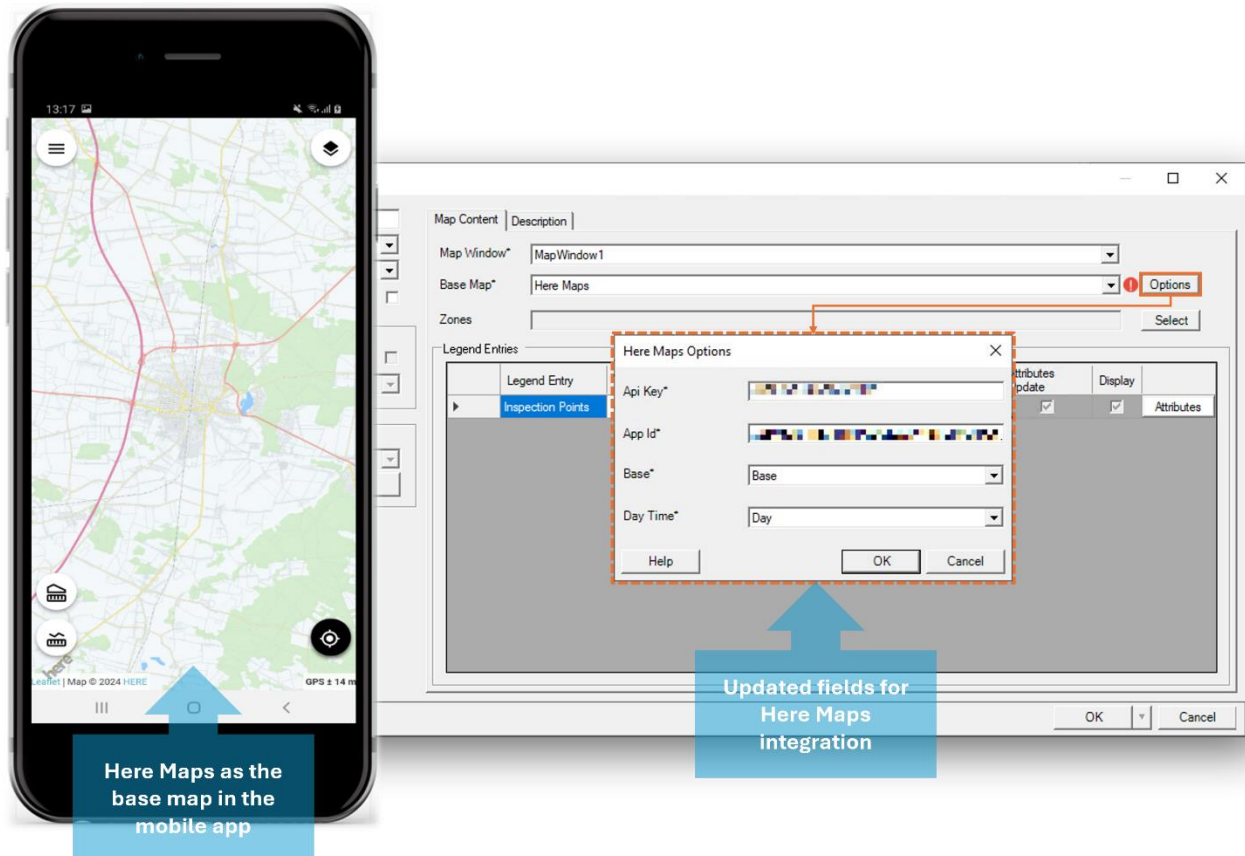 13:17
here
Leaflet | Map © 2024 HERE
GPS ± 14 m
Here Maps as the
base map in the
mobile app
Map Content
Description
Map Window*
MapWindow1
Base Map*
Here Maps
Options
Zones
Select
Legend Entries
Legend Entry
Attributes
Update
Display
Inspection Points
Attributes
Here Maps Options
Api Key*
App Id*
Base*
Base
Day Time*
Day
Help
OK
Cancel
Updated fields for
Here Maps
integration
OK
Cancel